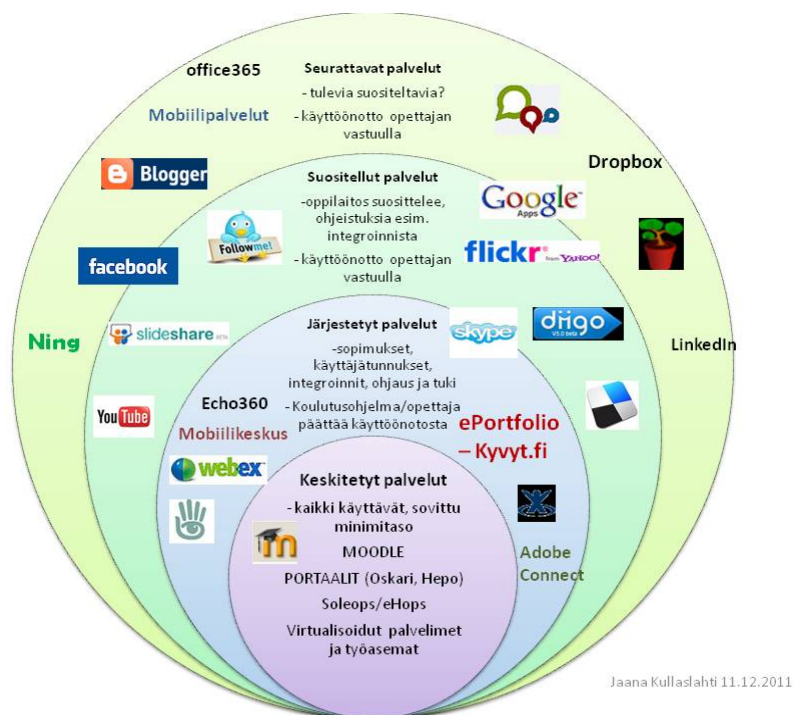 office365
Seurattavat palvelut
- tulevia suositeltavia?
- käyttöönotto opettajan
vastuulla
Mobiilipalvelut
Dropbox
Blogger
Suositellut palvelut
-oppilaitos suosittelee,
ohjeistuksia esim.
integroinnista
- käyttöönotto opettajan
vastuulla
Google
Apps
Follow me!
facebook
flickr from YAHOO!
Ning
slideshare BETA
Järjestetyt palvelut
-sopimukset,
käyttäjätunnukset,
integroinnit, ohjaus ja tuki
- Koulutusohjelma/opettaja
päättää käyttöönotosta
skype
diigo
V5.0 beta
LinkedIn
You Tube
Echo360
Mobiilikeskus
webex
ePortfolio
– Kyvyt.fi
Keskitetyt palvelut
- kaikki käyttävät, sovittu
minimitaso
m
MOODLE
PORTAALIT (Oskari, Hepo)
Soleops/eHops
Virtualisoidut palvelimet
ja työasemat
Adobe
Connect
Jaana Kullaslahti 11.12.2011